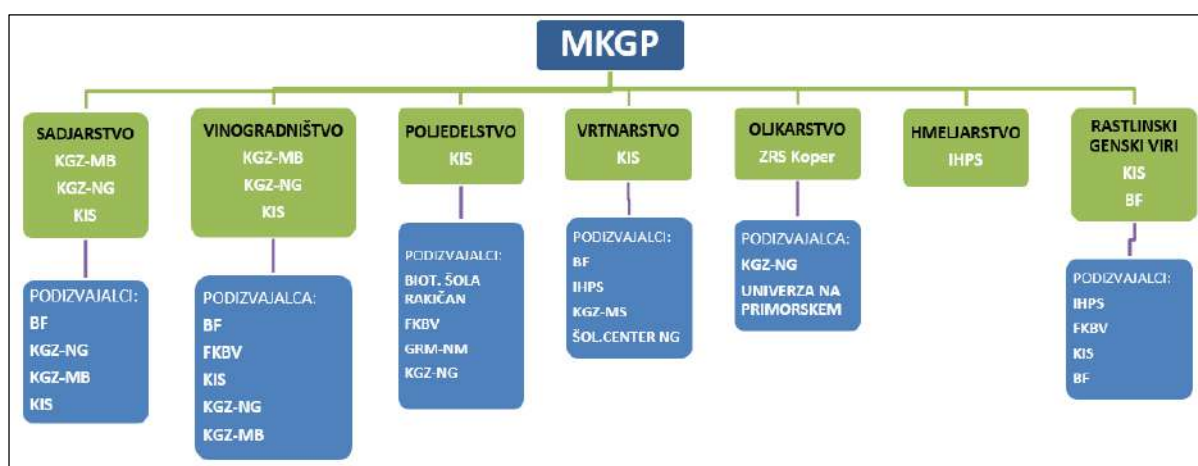 MKGP
SADJARSTVO
KGZ-MB
KGZ-NG
KIS
VINOGRADNIŠTVO
KGZ-MB
KGZ-NG
KIS
POLJEDELSTVO
KIS
VRTNARSTVO
KIS
OLJKARSTVO
ZRS Koper
HMELJARSTVO
IHPS
RASTLINSKI
GENSKI VIRI
KIS
BF
PODIZVAJALCI:
BF
KGZ-NG
KGZ-MB
KIS
PODIZVAJALCA:
BF
FKBV
KIS
KGZ-NG
KGZ-MB
PODIZVAJALCI:
BIOT. ŠOLA
RAKIČAN
FKBV
GRM-NM
KGZ-NG
PODIZVAJALCI:
BF
IHPS
KGZ-MS
ŠOL.CENTER NG
PODIZVAJALCA:
KGZ-NG
UNIVERZA NA
PRIMORSKEM
PODIZVAJALCI:
IHPS
FKBV
KIS
BF